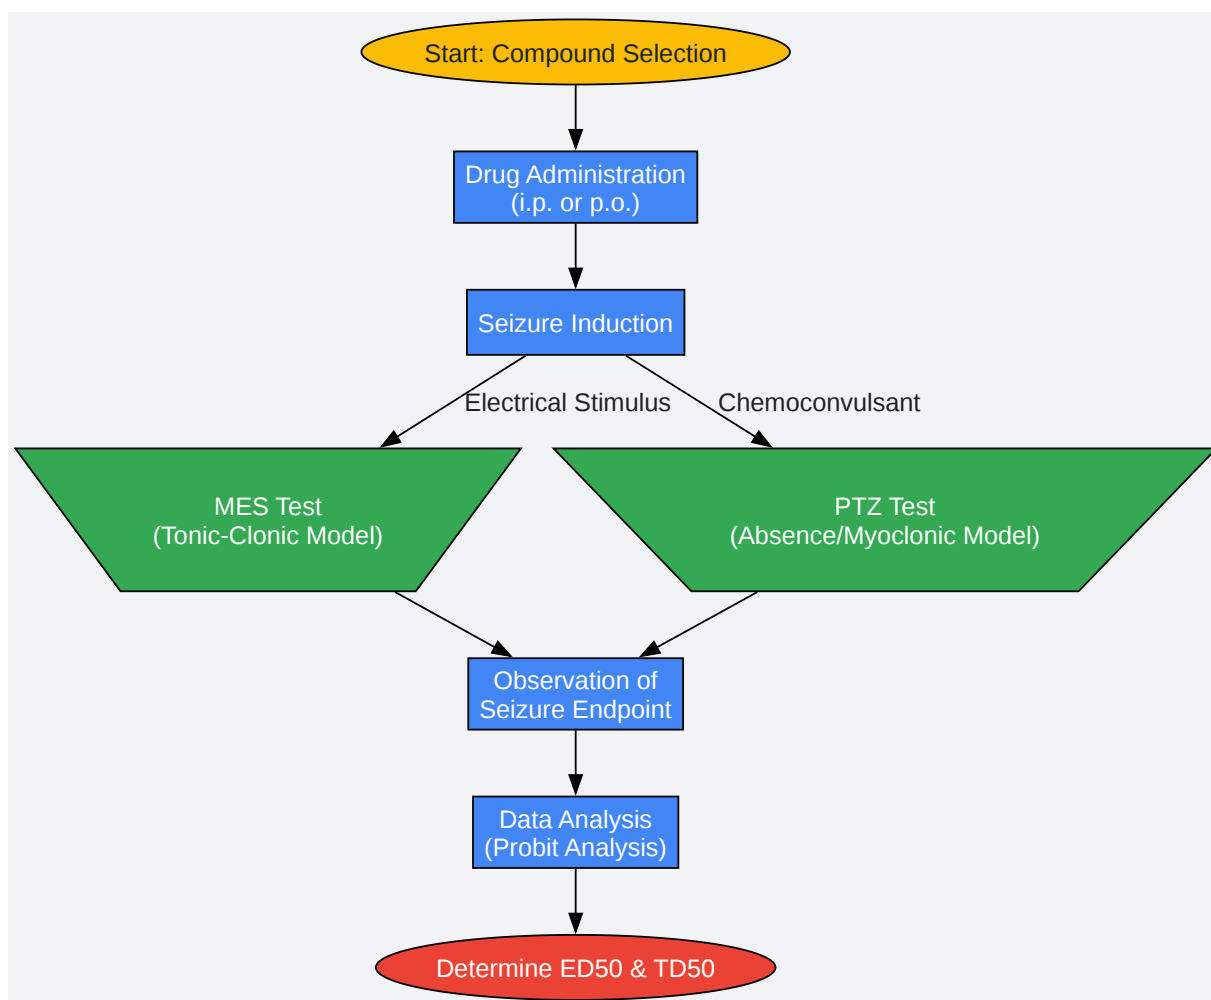 Start: Compound Selection
Drug Administration
(i.p. or p.o.)
Seizure Induction
Electrical Stimulus
Chemoconvulsant
MES Test
(Tonic-Clonic Model)
PTZ Test
(Absence/Myoclonic Model)
Observation of
Seizure Endpoint
Data Analysis
(Probit Analysis)
Determine ED50 & TD50